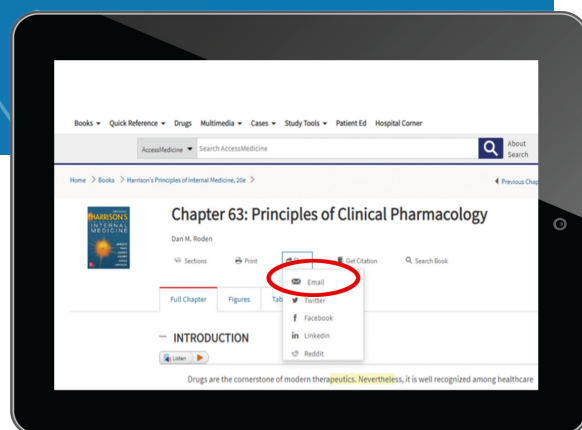 Books Quick Reference Drugs Multimedia Cases Study Tools Patient Ed Hospital Corner
AccessMedicine Search AccessMedicine About
Search
Home > Books > Harrison's Principles of Internal Medicine, 20e > Previous Chap
HARRISON'S
INTERNAL
MEDICINE
Chapter 63: Principles of Clinical Pharmacology
Dan M. Roden
Sections Print Get Citation Search Book
Email
Full Chapter Figures Tab Twitter
Facebook
— INTRODUCTION Linkedin
Listen Reddit
Drugs are the cornerstone of modern therapeutics. Nevertheless, it is well recognized among healthcare